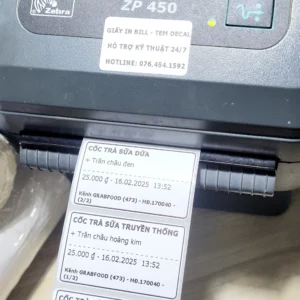 Zebra
ZP 450
GIẤY IN BILL - TEM DECAL
HỖ TRỢ KỸ THUẬT 24/7
HOTLINE: 076.454.1592
CỐC TRÀ SỮA DỪA
+ Trân châu đen
25.000 ₫ - 16.02.2025 13:52
Kênh GRABFOOD (473) - HĐ.170040 -
(2/2)
CỐC TRÀ SỮA TRUYỀN THỐNG
+ Trân châu hoàng kim
25.000 ₫ - 16.02.2025 13:52
Kênh GRABFOOD (473) - HĐ.170040 -
(1/2)